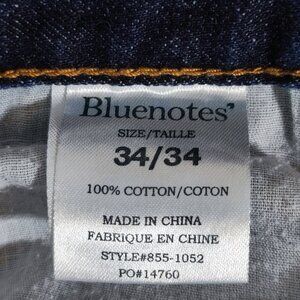 Bluenotes’
SIZE/TAILLE
34/34
100% COTTON/COTON
MADE IN CHINA
FABRIQUE EN CHINE
STYLE#855-1052
PO#14760